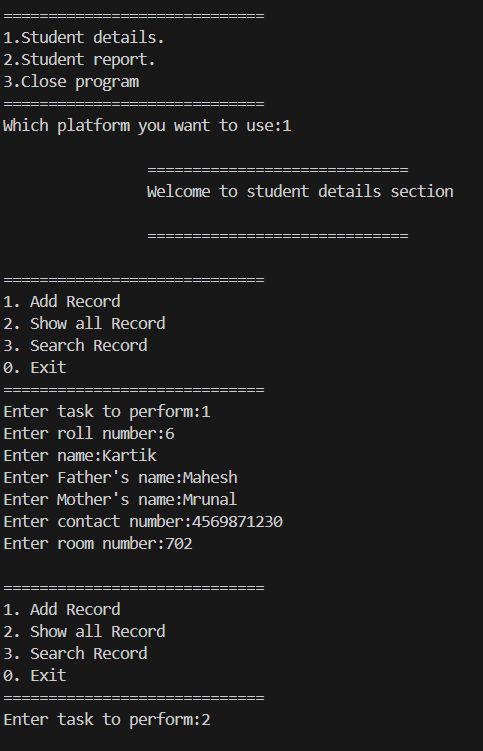 =============================
1.Student details.
2.Student report.
3.Close program
=============================
Which platform you want to use:1
=============================
Welcome to student details section
=============================
=============================
1. Add Record
2. Show all Record
3. Search Record
0. Exit
=============================
Enter task to perform:1
Enter roll number:6
Enter name:Kartik
Enter Father's name:Mahesh
Enter Mother's name:Mrunal
Enter contact number:4569871230
Enter room number:702
=============================
1. Add Record
2. Show all Record
3. Search Record
0. Exit
=============================
Enter task to perform:2